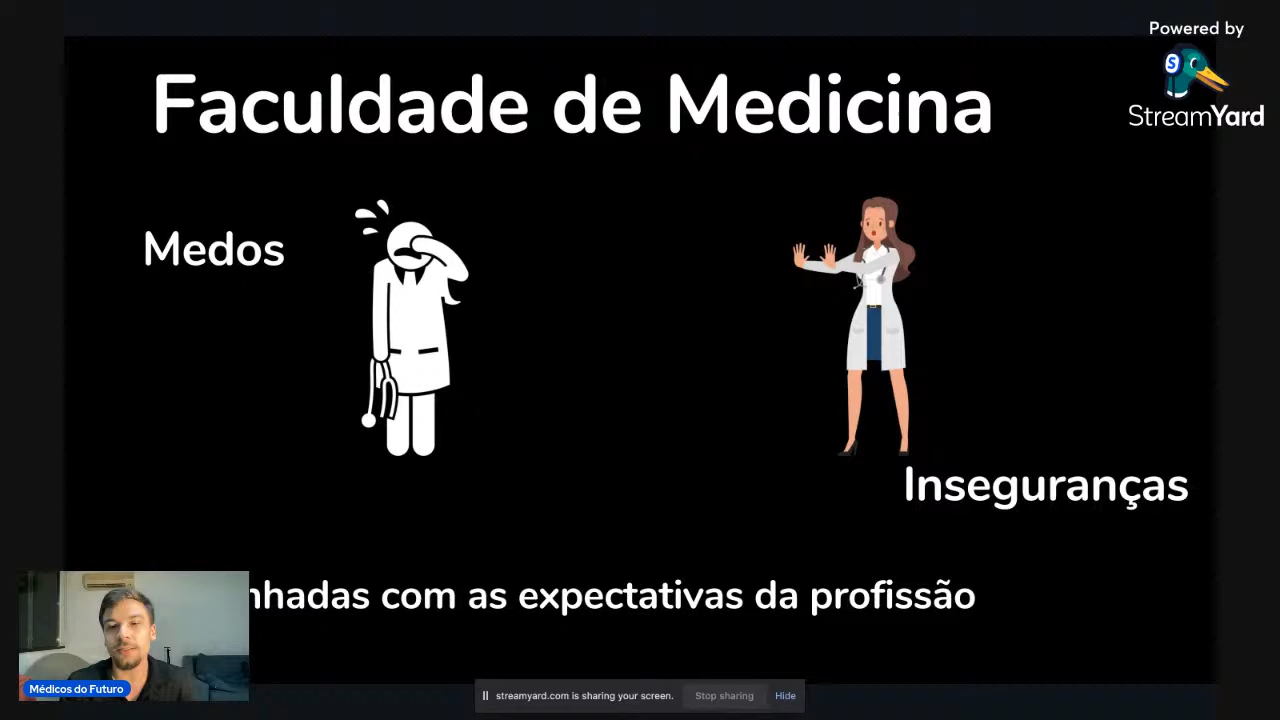 Powered by
S
StreamYard
Faculdade de Medicina
Medos
Inseguranças
com as expectativas da profissão
Médicos do Futuro
streamyard.com is sharing your screen.
Stop sharing
Hide